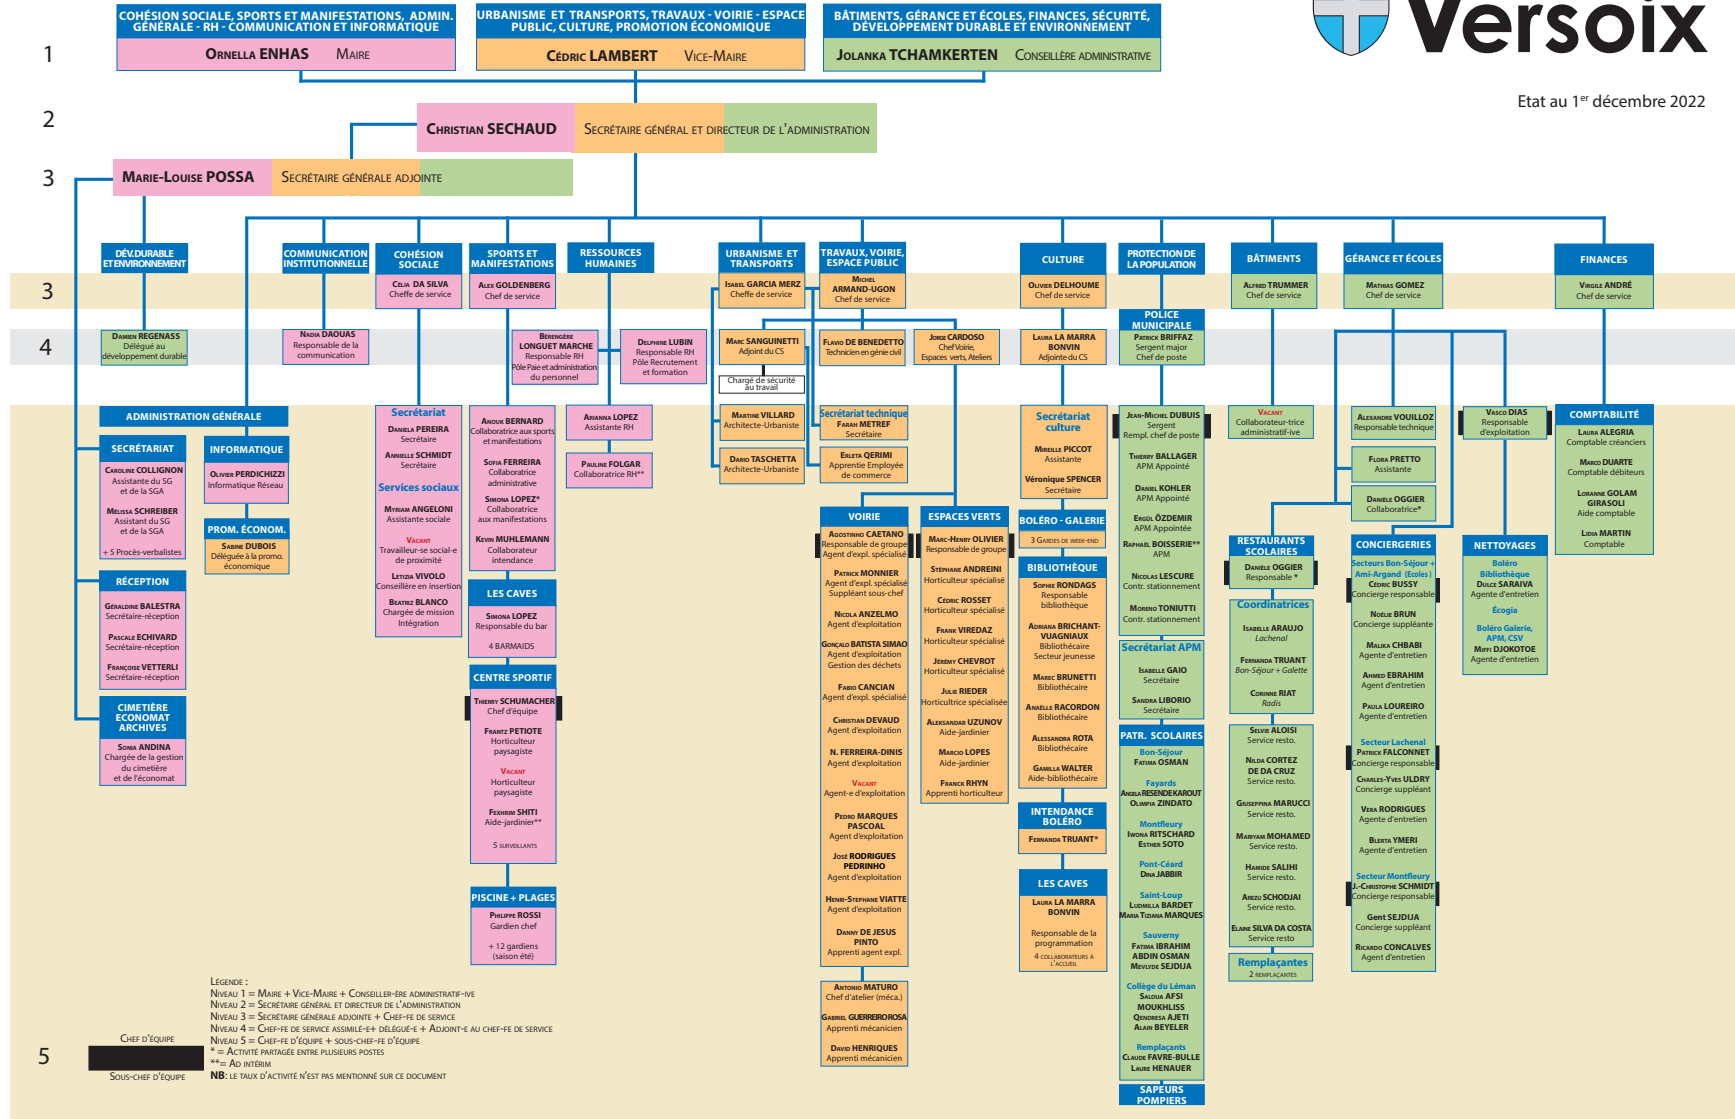 COHÉSION SOCIALE, SPORTS ET MANIFESTATIONS, ADMIN.
GÉNÉRALE - RH - COMMUNICATION ET INFORMATIQUE
ORNELLA ENHAS MAIRE
URBANISME ET TRANSPORTS, TRAVAUX - VOIRIE - ESPACE
PUBLIC, CULTURE, PROMOTION ÉCONOMIQUE
CÉDRIC LAMBERT VICE-MAIRE
BÂTIMENTS, GÉRANCE ET ÉCOLES, FINANCES, SÉCURITÉ,
DÉVELOPPEMENT DURABLE ET ENVIRONNEMENT
JOLANKA TCHAMKERTEN CONSEILLÈRE ADMINISTRATIVE
Versoix
Etat au 1er décembre 2022
1
2
CHRISTIAN SECHAUD SECRÉTAIRE GÉNÉRAL ET DIRECTEUR DE L'ADMINISTRATION
3
MARIE-LOUISE POSSA SECRÉTAIRE GÉNÉRALE ADJOINTE
3
4
5
DÉV.DURABLE
ET ENVIRONNEMENT
DAMIEN REGENASS
Délégué au
développement durable
COMMUNICATION
INSTITUTIONNELLE
NADIA DAOUAS
Responsable de la
communication
COHÉSION
SOCIALE
CÉLIA DA SILVA
Cheffe de service
SPORTS ET
MANIFESTATIONS
ALEX GOLDENBERG
Chef de service
RESSOURCES
HUMAINES
BÉRENGÈRE
LONGUET MARCHE
Responsable RH
Pôle Paie et administration
du personnel
DELPHINE LUBIN
Responsable RH
Pôle Recrutement
et formation
URBANISME ET
TRANSPORTS
ISABEL GARCIA MERZ
Cheffe de service
MARC SANGUINETTI
Adjoint du CS
Chargé de sécurité
au travail
TRAVAUX, VOIRIE,
ESPACE PUBLIC
MICHEL
ARMAND-UGON
Chef de service
FLAVIO DE BENEDETTO
Technicien en génie civil
JORGE CARDOSO
Chef Voirie,
Espaces verts, Ateliers
CULTURE
OLIVIER DELHOUME
Chef de service
LAURA LA MARRA
BONVIN
Adjointe du CS
PROTECTION DE
LA POPULATION
POLICE
MUNICIPALE
PATRICK BRIFFAZ
Sergent major
Chef de poste
BÂTIMENTS
ALFRED TRUMMER
Chef de service
GÉRANCE ET ÉCOLES
MATHIAS GOMEZ
Chef de service
FINANCES
VIRGILE ANDRÉ
Chef de service
ADMINISTRATION GÉNÉRALE
SECRÉTARIAT
CAROLINE COLLIGNON
Assistante du SG
et de la SGA
MELISSA SCHREIBER
Assistant du SG
et de la SGA
+ 5 Procès-verbalistes
RÉCEPTION
GÉRALDINE BALESTRA
Secrétaire-réception
PASCALE ECHIVARD
Secrétaire-réception
FRANÇOISE VETTERLI
Secrétaire-réception
CIMETIÈRE
ECONOMAT
ARCHIVES
SONIA ANDINA
Chargée de la gestion
du cimetière
et de l'économat
INFORMATIQUE
OLIVIER PERDICHIZZI
Informatique Réseau
PROM. ÉCONOM.
SABINE DUBOIS
Déléguée à la promo.
économique
Secrétariat
DANIELA PEREIRA
Secrétaire
ANNIELLE SCHMIDT
Secrétaire
Services sociaux
MYRIAM ANGELONI
Assistante sociale
VACANT
Travailleur-se social-e
de proximité
LETIZIA VIVOLO
Conseillère en insertion
BEATRIZ BLANCO
Chargée de mission
Intégration
ANOUK BERNARD
Collaboratrice aux sports
et manifestations
SOFIA FERREIRA
Collaboratrice
administrative
SIMONA LOPEZ*
Collaboratrice
aux manifestations
KEVIN MUHLEMANN
Collaborateur
intendance
LES CAVES
SIMONA LOPEZ
Responsable du bar
4 BARMAIDS
CENTRE SPORTIF
THIERRY SCHUMACHER
Chef d'équipe
FRANTZ PETIOTE
Horticulteur
paysagiste
VACANT
Horticulteur
paysagiste
FEXHRIM SHITI
Aide-jardinier**
5 SURVEILLANTS
PISCINE + PLAGES
PHILIPPE ROSSI
Gardien chef
+ 12 gardiens
(saison été)
ARIANNA LOPEZ
Assistante RH
PAULINE FOLGAR
Collaboratrice RH**
MARTINE VILLARD
Architecte-Urbaniste
DARIO TASCHETTA
Architecte-Urbaniste
Secrétariat technique
FARAH METREF
Secrétaire
ERLETA QERIMI
Apprentie Employée
de commerce
VOIRIE
AGOSTINHO CAETANO
Responsable de groupe
Agent d'expl. spécialisé
PATRICK MONNIER
Agent d'expl. spécialisé
Suppléant sous-chef
NICOLA ANZELMO
Agent d'exploitation
GONÇALO BATISTA SIMAO
Agent d'exploitation
Gestion des déchets
FABIO CANCIAN
Agent d'expl. spécialisé
CHRISTIAN DEVAUD
Agent d'exploitation
N. FERREIRA-DINIS
Agent d'exploitation
VACANT
Agent-e d'exploitation
PEDRO MARQUES
PASCOAL
Agent d'exploitation
JOSE RODRIGUES
PEDRINHO
Agent d'exploitation
HENRI-STEPHANE VIATTE
Agent d'exploitation
DANNY DE JESUS
PINTO
Apprenti agent expl.
ANTONIO MATURO
Chef d'atelier (méca.)
GABRIEL GUERREIRO ROSA
Apprenti mécanicien
DAVID HENRIQUES
Apprenti mécanicien
ESPACES VERTS
MARC-HENRY OLIVIER
Responsable de groupe
STÉPHANE ANDREINI
Horticulteur spécialisé
CÉDRIC ROSSET
Horticulteur spécialisé
FRANK VIREDAZ
Horticulteur spécialisé
JÉRÉMY CHEVROT
Horticulteur spécialisé
JULIE RIEDER
Horticultrice spécialisée
ALEKSANDAR UZUNOV
Aide-jardinier
MARCIO LOPES
Aide-jardinier
FRANCK RHYN
Apprenti horticulteur
Secrétariat
culture
MIREILLE PICCOT
Assistante
Véronique SPENCER
Secrétaire
BOLÉRO - GALERIE
3 GARDES DE WEEK-END
BIBLIOTHÈQUE
SOPHIE RONDAGS
Responsable
bibliothèque
ADRIANA BRICHANT-
VUAGNIAUX
Bibliothécaire
Secteur jeunesse
MAREC BRUNETTI
Bibliothécaire
ANAËLLE RACORDON
Bibliothécaire
ALESSANDRA ROTA
Bibliothécaire
GAMILLA WALTER
Aide-bibliothécaire
INTENDANCE
BOLÉRO
FERNANDA TRUANT*
LES CAVES
LAURA LA MARRA
BONVIN
Responsable de la
programmation
4 COLLABORATEURS À
L'ACCUEIL
JEAN-MICHEL DUBUIS
Sergent
Rempl. chef de poste
THIERRY BALLAGER
APM Appointé
DANIEL KOHLER
APM Appointé
ERGÜL ÖZDEMIR
APM Appointée
RAPHAËL BOISSERIE**
APM
NICOLAS LESCURE
Contr. stationnement
MORENO TONIUTTI
Contr. stationnement
Secrétariat APM
ISABELLE GAIO
Secrétaire
SANDRA LIBORIO
Secrétaire
PATR. SCOLAIRES
Bon-Séjour
FATIMA OSMAN
Fayards
ANGELA RESENDE KAROUT
OLIMPIA ZINDATO
Montfleury
IWONA RITSCHARD
ESTHER SOTO
Pont-Céard
DINA JABBIR
Saint-Loup
LUDMILLA BARDET
MARIA TIZIANA MARQUES
Sauverny
FATIMA IBRAHIM
ABDIN OSMAN
MEVLYDE SEJDIJA
Collège du Léman
SALOUA AFSI
MOUKHLISS
QENDRESA AJETI
ALAIN BEYELER
Remplaçants
CLAUDE FAVRE-BULLE
LAURE HENAUER
SAPEURS
POMPIERS
VACANT
Collaborateur-trice
administratif-ive
RESTAURANTS
SCOLAIRES
DANIÈLE OGGIER
Responsable *
Coordinatrices
ISABELLE ARAUJO
Lachenal
FERNANDA TRUANT
Bon-Séjour + Galette
CORINNE RIAT
Radis
SELVIE ALOISI
Service resto.
NILDA CORTEZ
DE DA CRUZ
Service resto.
GIUSEPPINA MARUCCI
Service resto.
MARIYAM MOHAMED
Service resto.
HAMIDE SALIHI
Service resto.
AREZU SCHODJAI
Service resto.
ELAINE SILVA DA COSTA
Service resto
Remplaçantes
2 REMPLAÇANTES
ALEXANDRE VOUILLOZ
Responsable technique
FLORA PRETTO
Assistante
DANIÈLE OGGIER
Collaboratrice*
CONCIERGERIES
Secteurs Bon-Séjour +
Ami-Argand (Ecoles)
CÉDRIC BUSSY
Concierge responsable
NOÉLIE BRUN
Concierge suppléante
MALIKA CHBABI
Agente d'entretien
AHMED EBRAHIM
Agent d'entretien
PAULA LOUREIRO
Agente d'entretien
Secteur Lachenal
PATRICK FALCONNET
Concierge responsable
CHARLES-YVES ULDRY
Concierge suppléant
VERA RODRIGUES
Agente d'entretien
BLERTA YMERI
Agente d'entretien
Secteur Montfleury
J.-CHRISTOPHE SCHMIDT
Concierge responsable
Gent SEJDIJA
Concierge suppléant
RICARDO CONCALVES
Agent d'entretien
VASCO DIAS
Responsable
d'exploitation
NETTOYAGES
Boléro
Bibliothèque
DULCE SARAIVA
Agente d'entretien
Écogia
Boléro Galerie,
APM, CSV
MIFFI DJOKOTOE
Agente d'entretien
COMPTABILITÉ
LAURA ALEGRIA
Comptable créanciers
MARCO DUARTE
Comptable débiteurs
LORANNE GOLAM
GIRASOLI
Aide comptable
LIDIA MARTIN
Comptable
LÉGENDE :
NIVEAU 1 = MAIRE + VICE-MAIRE + CONSEILLER-ÈRE ADMINISTRATIF-IVE
NIVEAU 2 = SECRÉTAIRE GÉNÉRAL ET DIRECTEUR DE L'ADMINISTRATION
NIVEAU 3 = SECRÉTAIRE GÉNÉRALE ADJOINTE + CHEF-FE DE SERVICE
NIVEAU 4 = CHEF-FE DE SERVICE ASSIMILÉ-E+ DÉLÉGUÉ-E + ADJOINT-E AU CHEF-FE DE SERVICE
NIVEAU 5 = CHEF-FE D'ÉQUIPE + SOUS-CHEF-FE D'ÉQUIPE
* = ACTIVITÉ PARTAGÉE ENTRE PLUSIEURS POSTES
**= AD INTÉRIM
NB: LE TAUX D'ACTIVITÉ N'EST PAS MENTIONNÉ SUR CE DOCUMENT
CHEF D'ÉQUIPE
SOUS-CHEF D'ÉQUIPE